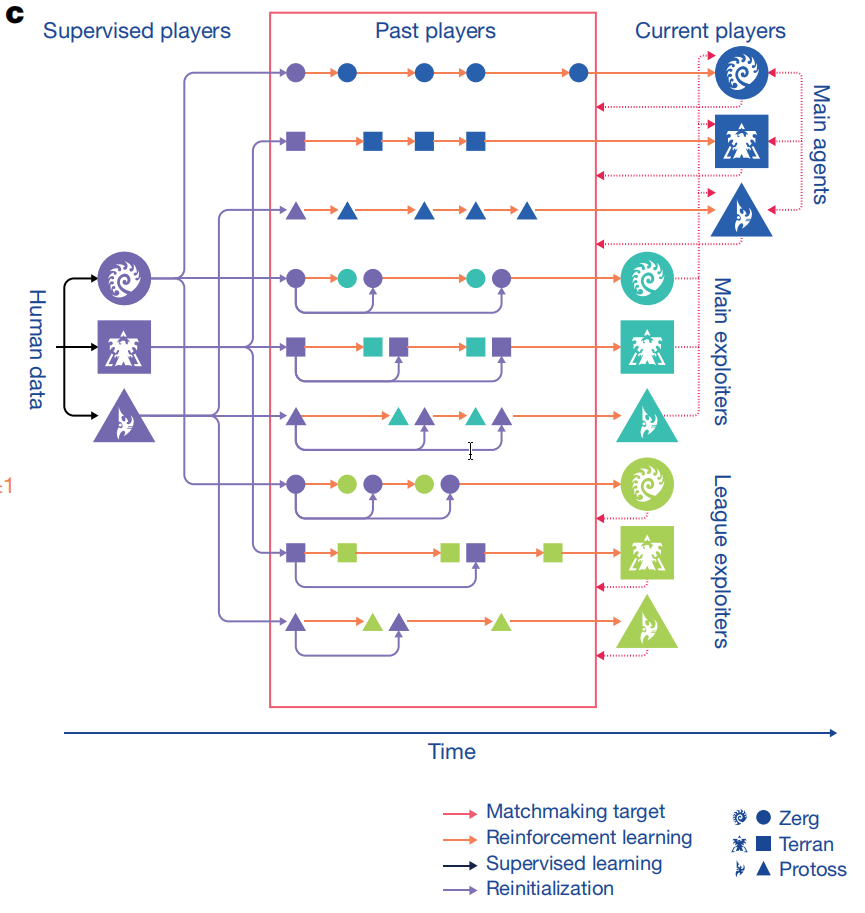 c
Supervised players
Past players
Current players
Main agents
Human data
Main exploiters
League exploiters
:1
Time
Matchmaking target
Reinforcement learning
Supervised learning
Reinitialization
Zerg
Terran
Protoss